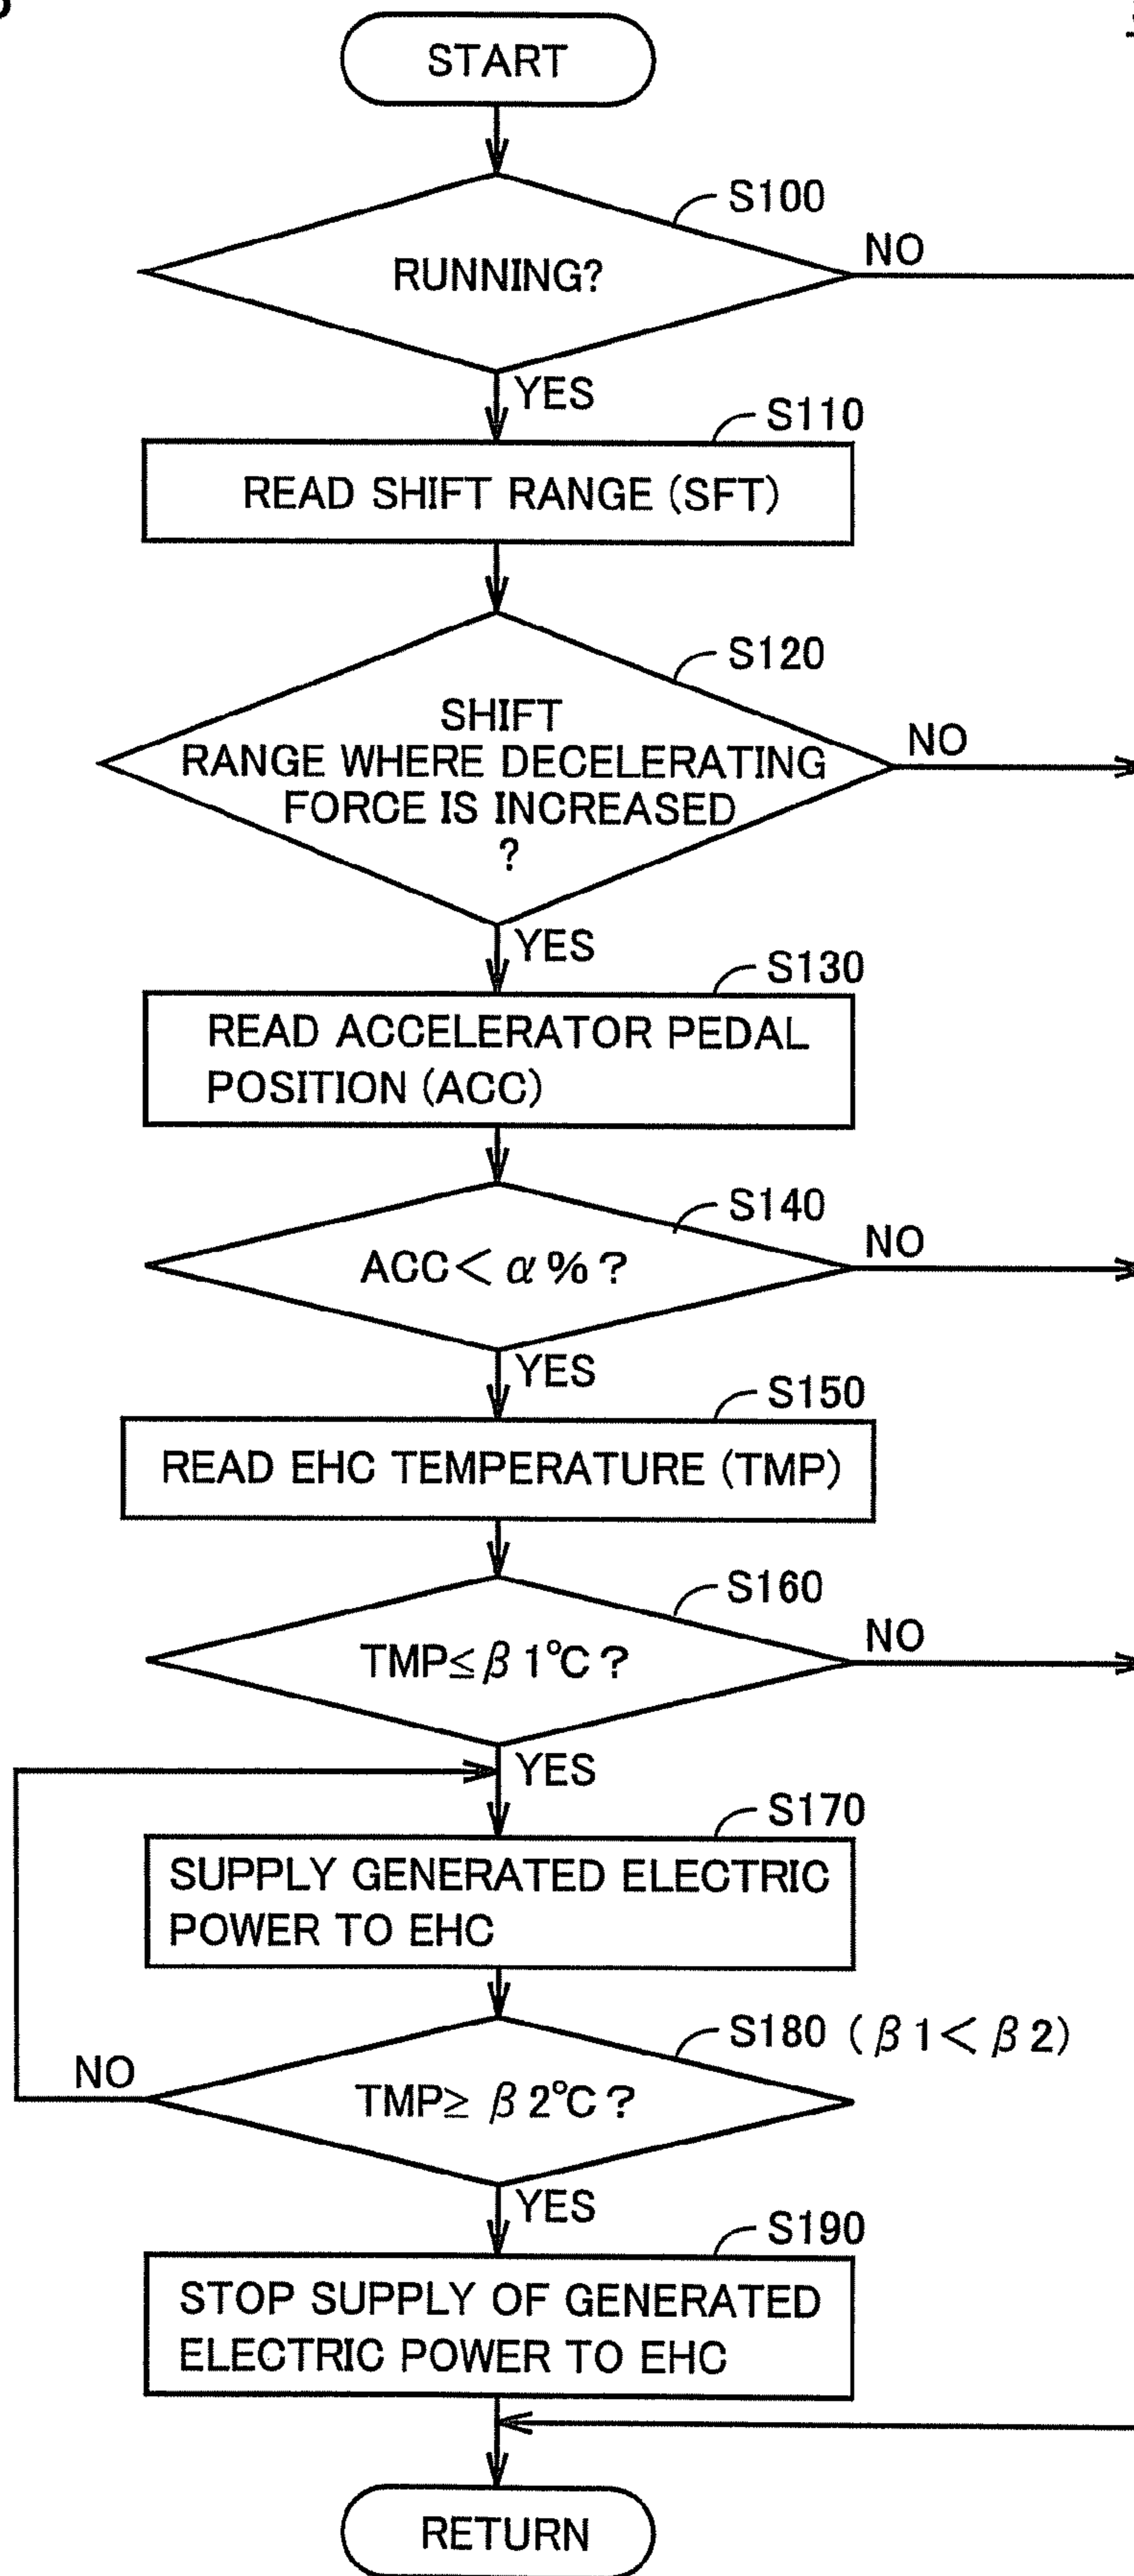 START
S100
RUNNING?
NO
YES
S110
READ SHIFT RANGE (SFT)
S120
SHIFT
RANGE WHERE DECELERATING
FORCE IS INCREASED
?
NO
YES
S130
READ ACCELERATOR PEDAL
POSITION (ACC)
S140
ACC< α %?
NO
YES
S150
READ EHC TEMPERATURE (TMP)
S160
TMP≤β 1℃?
NO
YES
S170
SUPPLY GENERATED ELECTRIC
POWER TO EHC
S180 (β1<β2)
TMP≥ β 2℃?
NO
YES
S190
STOP SUPPLY OF GENERATED
ELECTRIC POWER TO EHC
RETURN